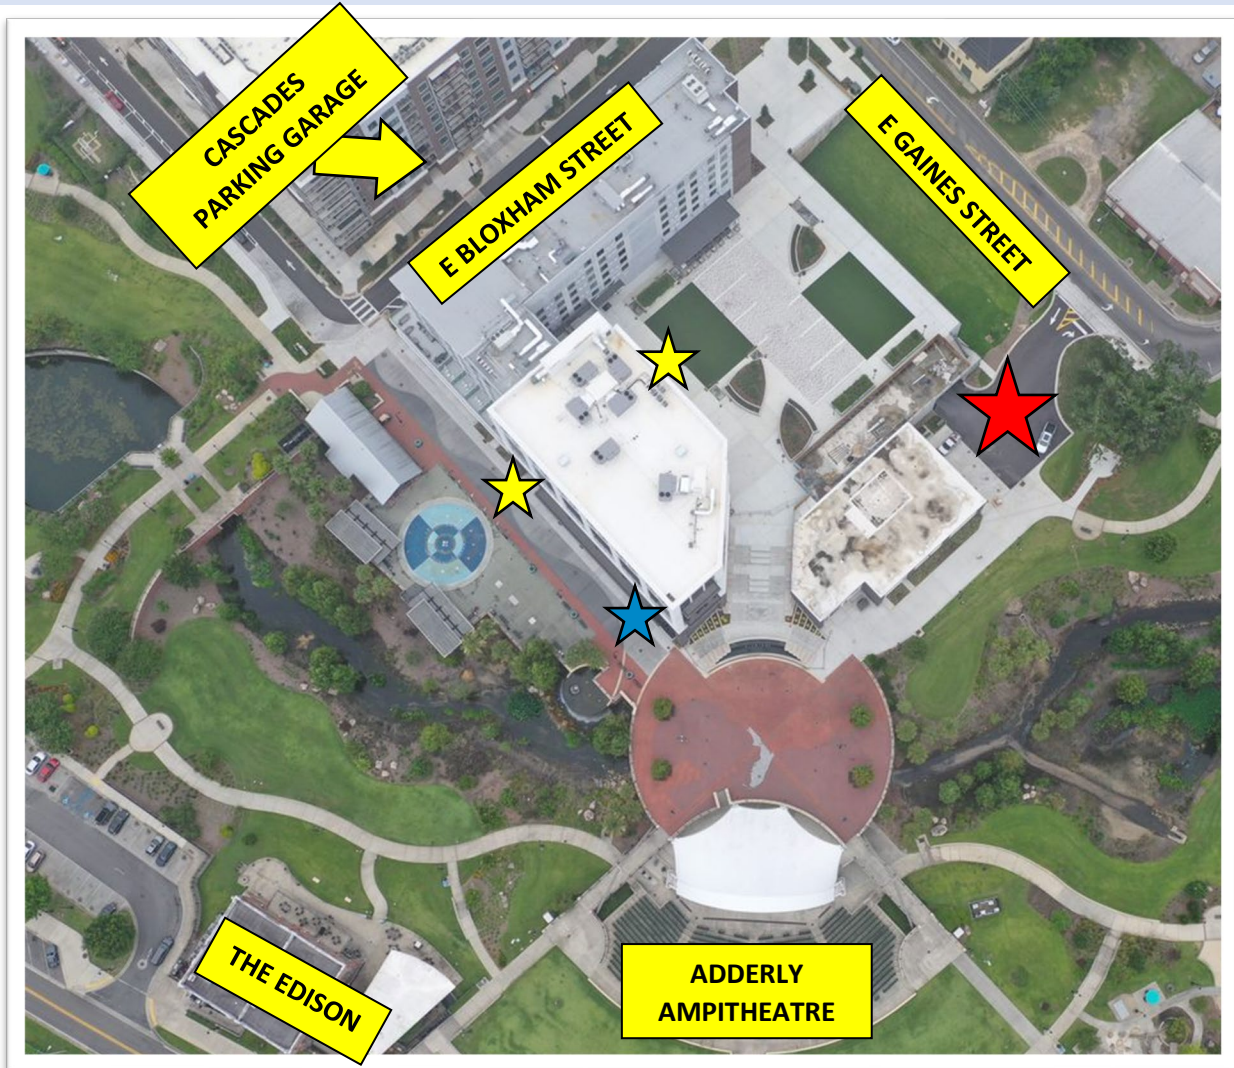 CASCADES
PARKING GARAGE
E BLOXHAM STREET
E GAINES STREET
THE EDISON
ADDERLY
AMPITHEATRE